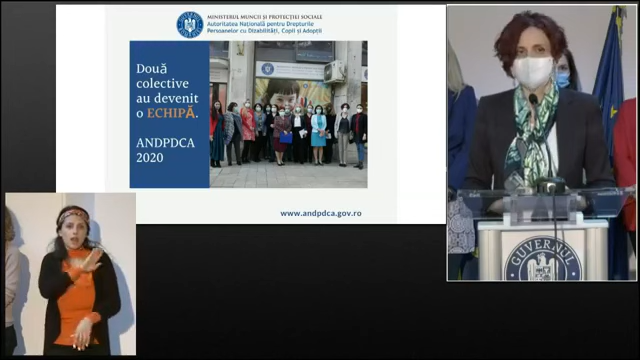 MINISTERUL MUNCII ȘI PROTECȚIEI SOCIALE
Autoritatea Națională pentru Drepturile
Persoanelor cu Dizabilități, Copii și Adopții
Două
colective
au devenit
o ECHIPĂ.
ANDPDCA
2020
www.andpdca.gov.ro
GUVERNUL